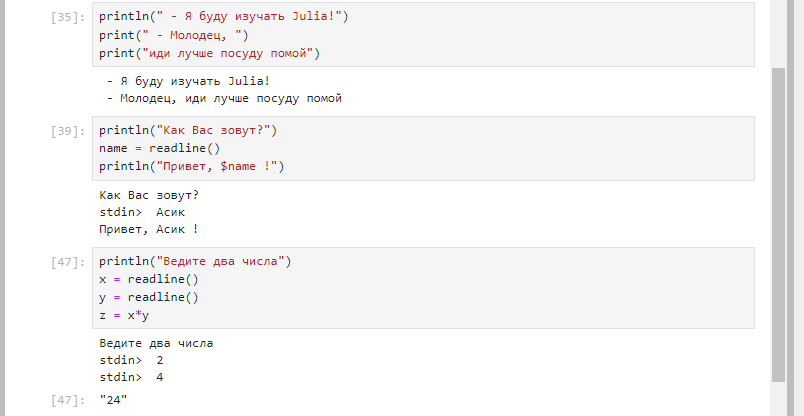 [35]: println(" - Я буду изучать Julia!")
print(" - Молодец, ")
print("иди лучше посуду помой")
- Я буду изучать Julia!
- Молодец, иди лучше посуду помой
[39]: println("Как Вас зовут?")
name = readline()
println("Привет, $name !")
Как Вас зовут?
stdin> Асик
Привет, Асик !
[47]: println("Ведите два числа")
x = readline()
y = readline()
z = x*y
Ведите два числа
stdin> 2
stdin> 4
[47]: "24"